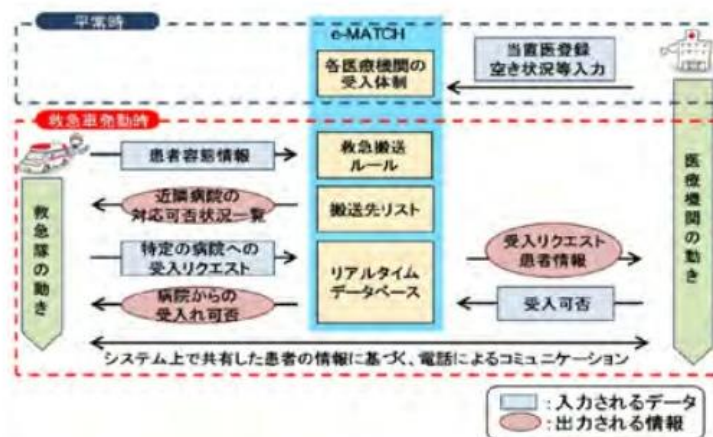 平常時
e-MATCH
各医療機関の
受入体制
当直医登録
空き状況等入力
救急車発動時
患者容態情報
救急搬送
ルール
近隣病院の
対応可否状況一覧
搬送先リスト
特定の病院への
受入リクエスト
リアルタイム
データベース
受入リクエスト
患者情報
病院からの
受入れ可否
受入可否
救急隊の動き
医療機関の動き
システム上で共有した患者の情報に基づく、電話によるコミュニケーション
:入力されるデータ
:出力される情報